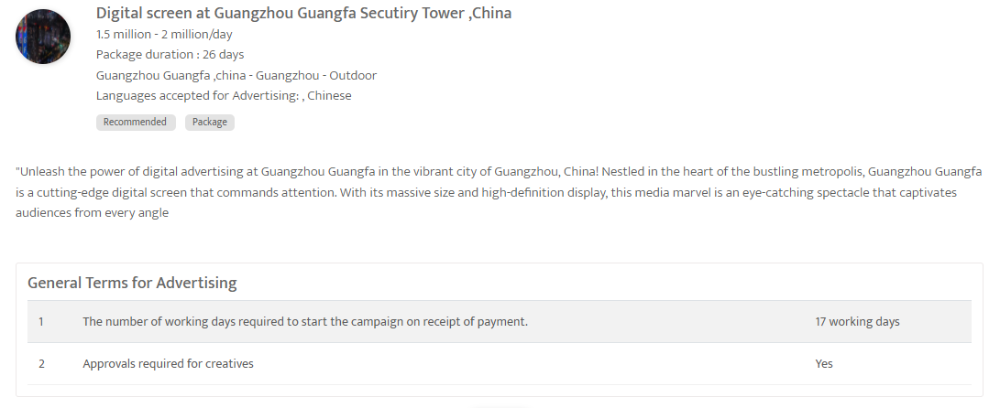 Digital screen at Guangzhou Guangfa Secutiry Tower ,China
1.5 million - 2 million/day
Package duration : 26 days
Guangzhou Guangfa ,china - Guangzhou - Outdoor
Languages accepted for Advertising: , Chinese
Recommended Package
"Unleash the power of digital advertising at Guangzhou Guangfa in the vibrant city of Guangzhou, China! Nestled in the heart of the bustling metropolis, Guangzhou Guangfa
is a cutting-edge digital screen that commands attention. With its massive size and high-definition display, this media marvel is an eye-catching spectacle that captivates
audiences from every angle
General Terms for Advertising
1 The number of working days required to start the campaign on receipt of payment. 17 working days
2 Approvals required for creatives Yes